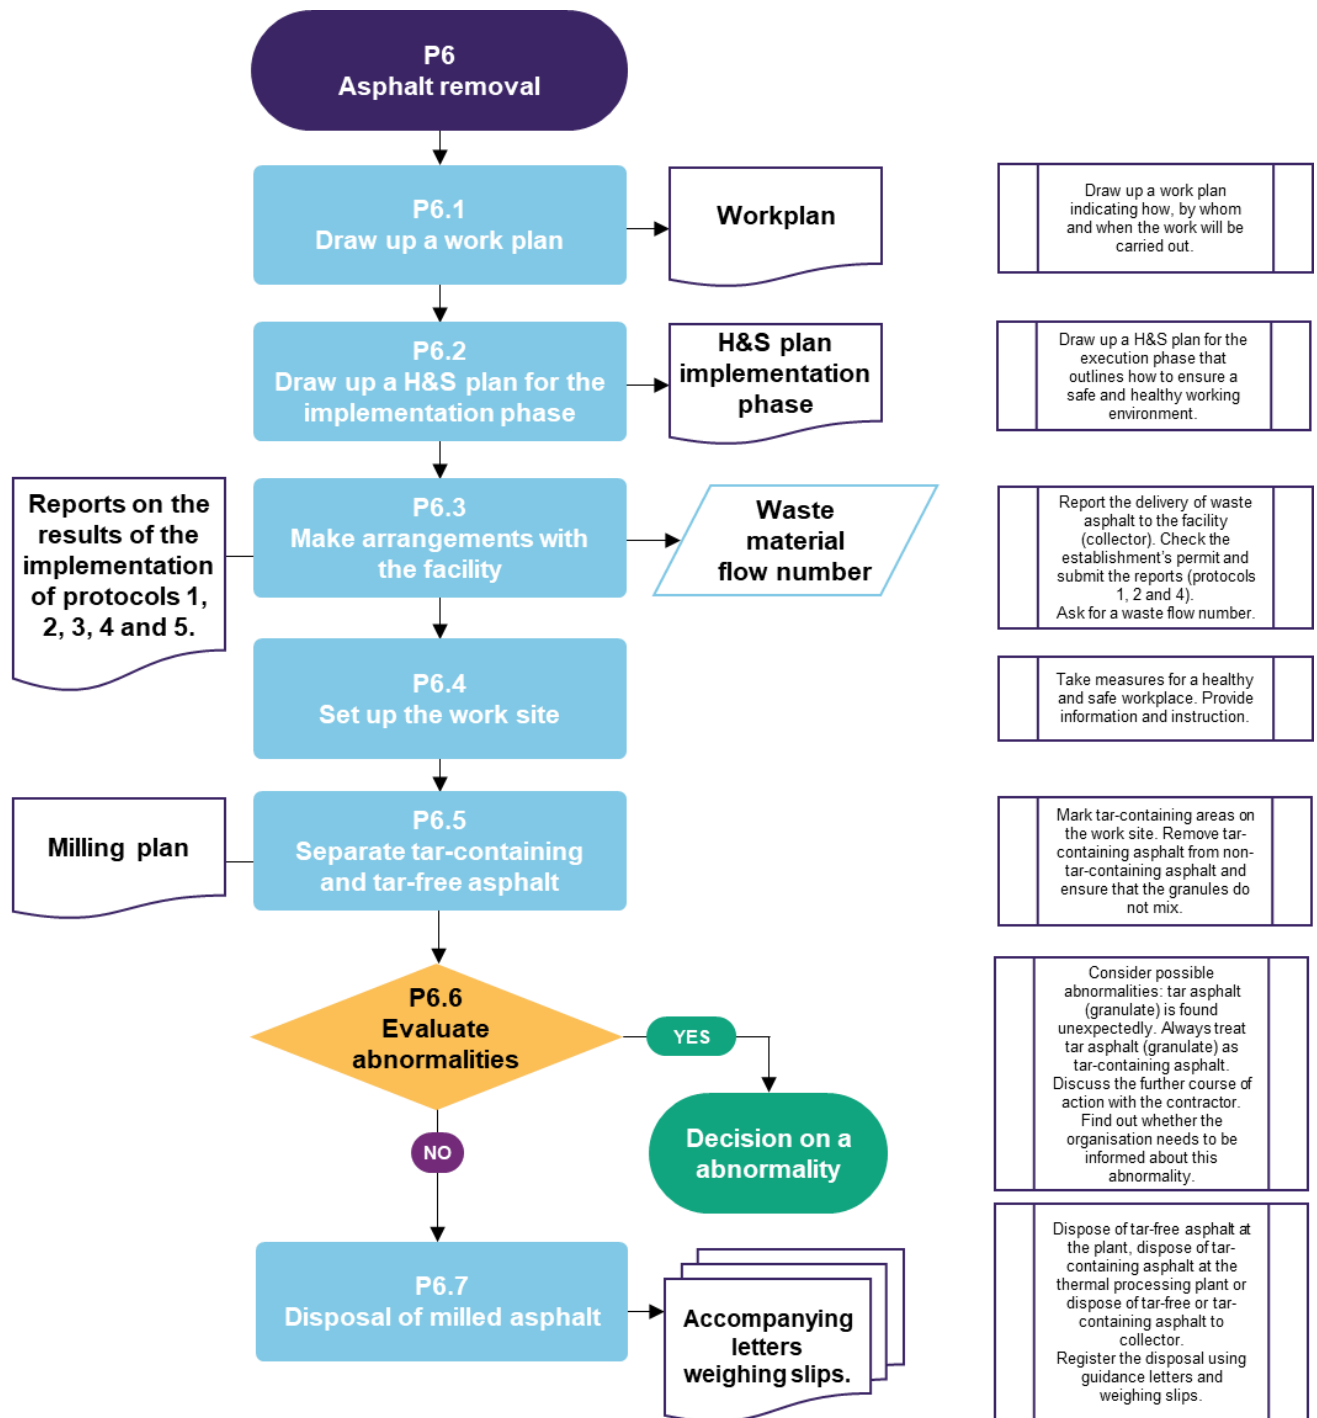 P6
Asphalt removal
P6.1
Draw up a work plan
Workplan
Draw up a work plan
indicating how, by whom
and when the work will be
carried out.
P6.2
Draw up a H&S plan for the
implementation phase
H&S plan
implementation
phase
Draw up a H&S plan for the
execution phase that
outlines how to ensure a
safe and healthy working
environment.
Reports on the
results of the
implementation
of protocols 1,
2, 3, 4 and 5.
P6.3
Make arrangements with
the facility
Waste
material
flow number
Report the delivery of waste
asphalt to the facility
(collector). Check the
establishment's permit and
submit the reports (protocols
1, 2 and 4).
Ask for a waste flow number.
P6.4
Set up the work site
Take measures for a healthy
and safe workplace. Provide
information and instruction.
Milling plan
P6.5
Separate tar-containing
and tar-free asphalt
Mark tar-containing areas on
the work site. Remove tar-
containing asphalt from non-
tar-containing asphalt and
ensure that the granules do
not mix.
P6.6
Evaluate
abnormalities
YES
Decision on a
abnormality
NO
Consider possible
abnormalities: tar asphalt
(granulate) is found
unexpectedly. Always treat
tar asphalt (granulate) as
tar-containing asphalt.
Discuss the further course of
action with the contractor.
Find out whether the
organisation needs to be
informed about this
abnormality.
P6.7
Disposal of milled asphalt
Accompanying
letters
weighing slips.
Dispose of tar-free asphalt at
the plant, dispose of tar-
containing asphalt at the
thermal processing plant or
dispose of tar-free or tar-
containing asphalt to
collector.
Register the disposal using
guidance letters and
weighing slips.